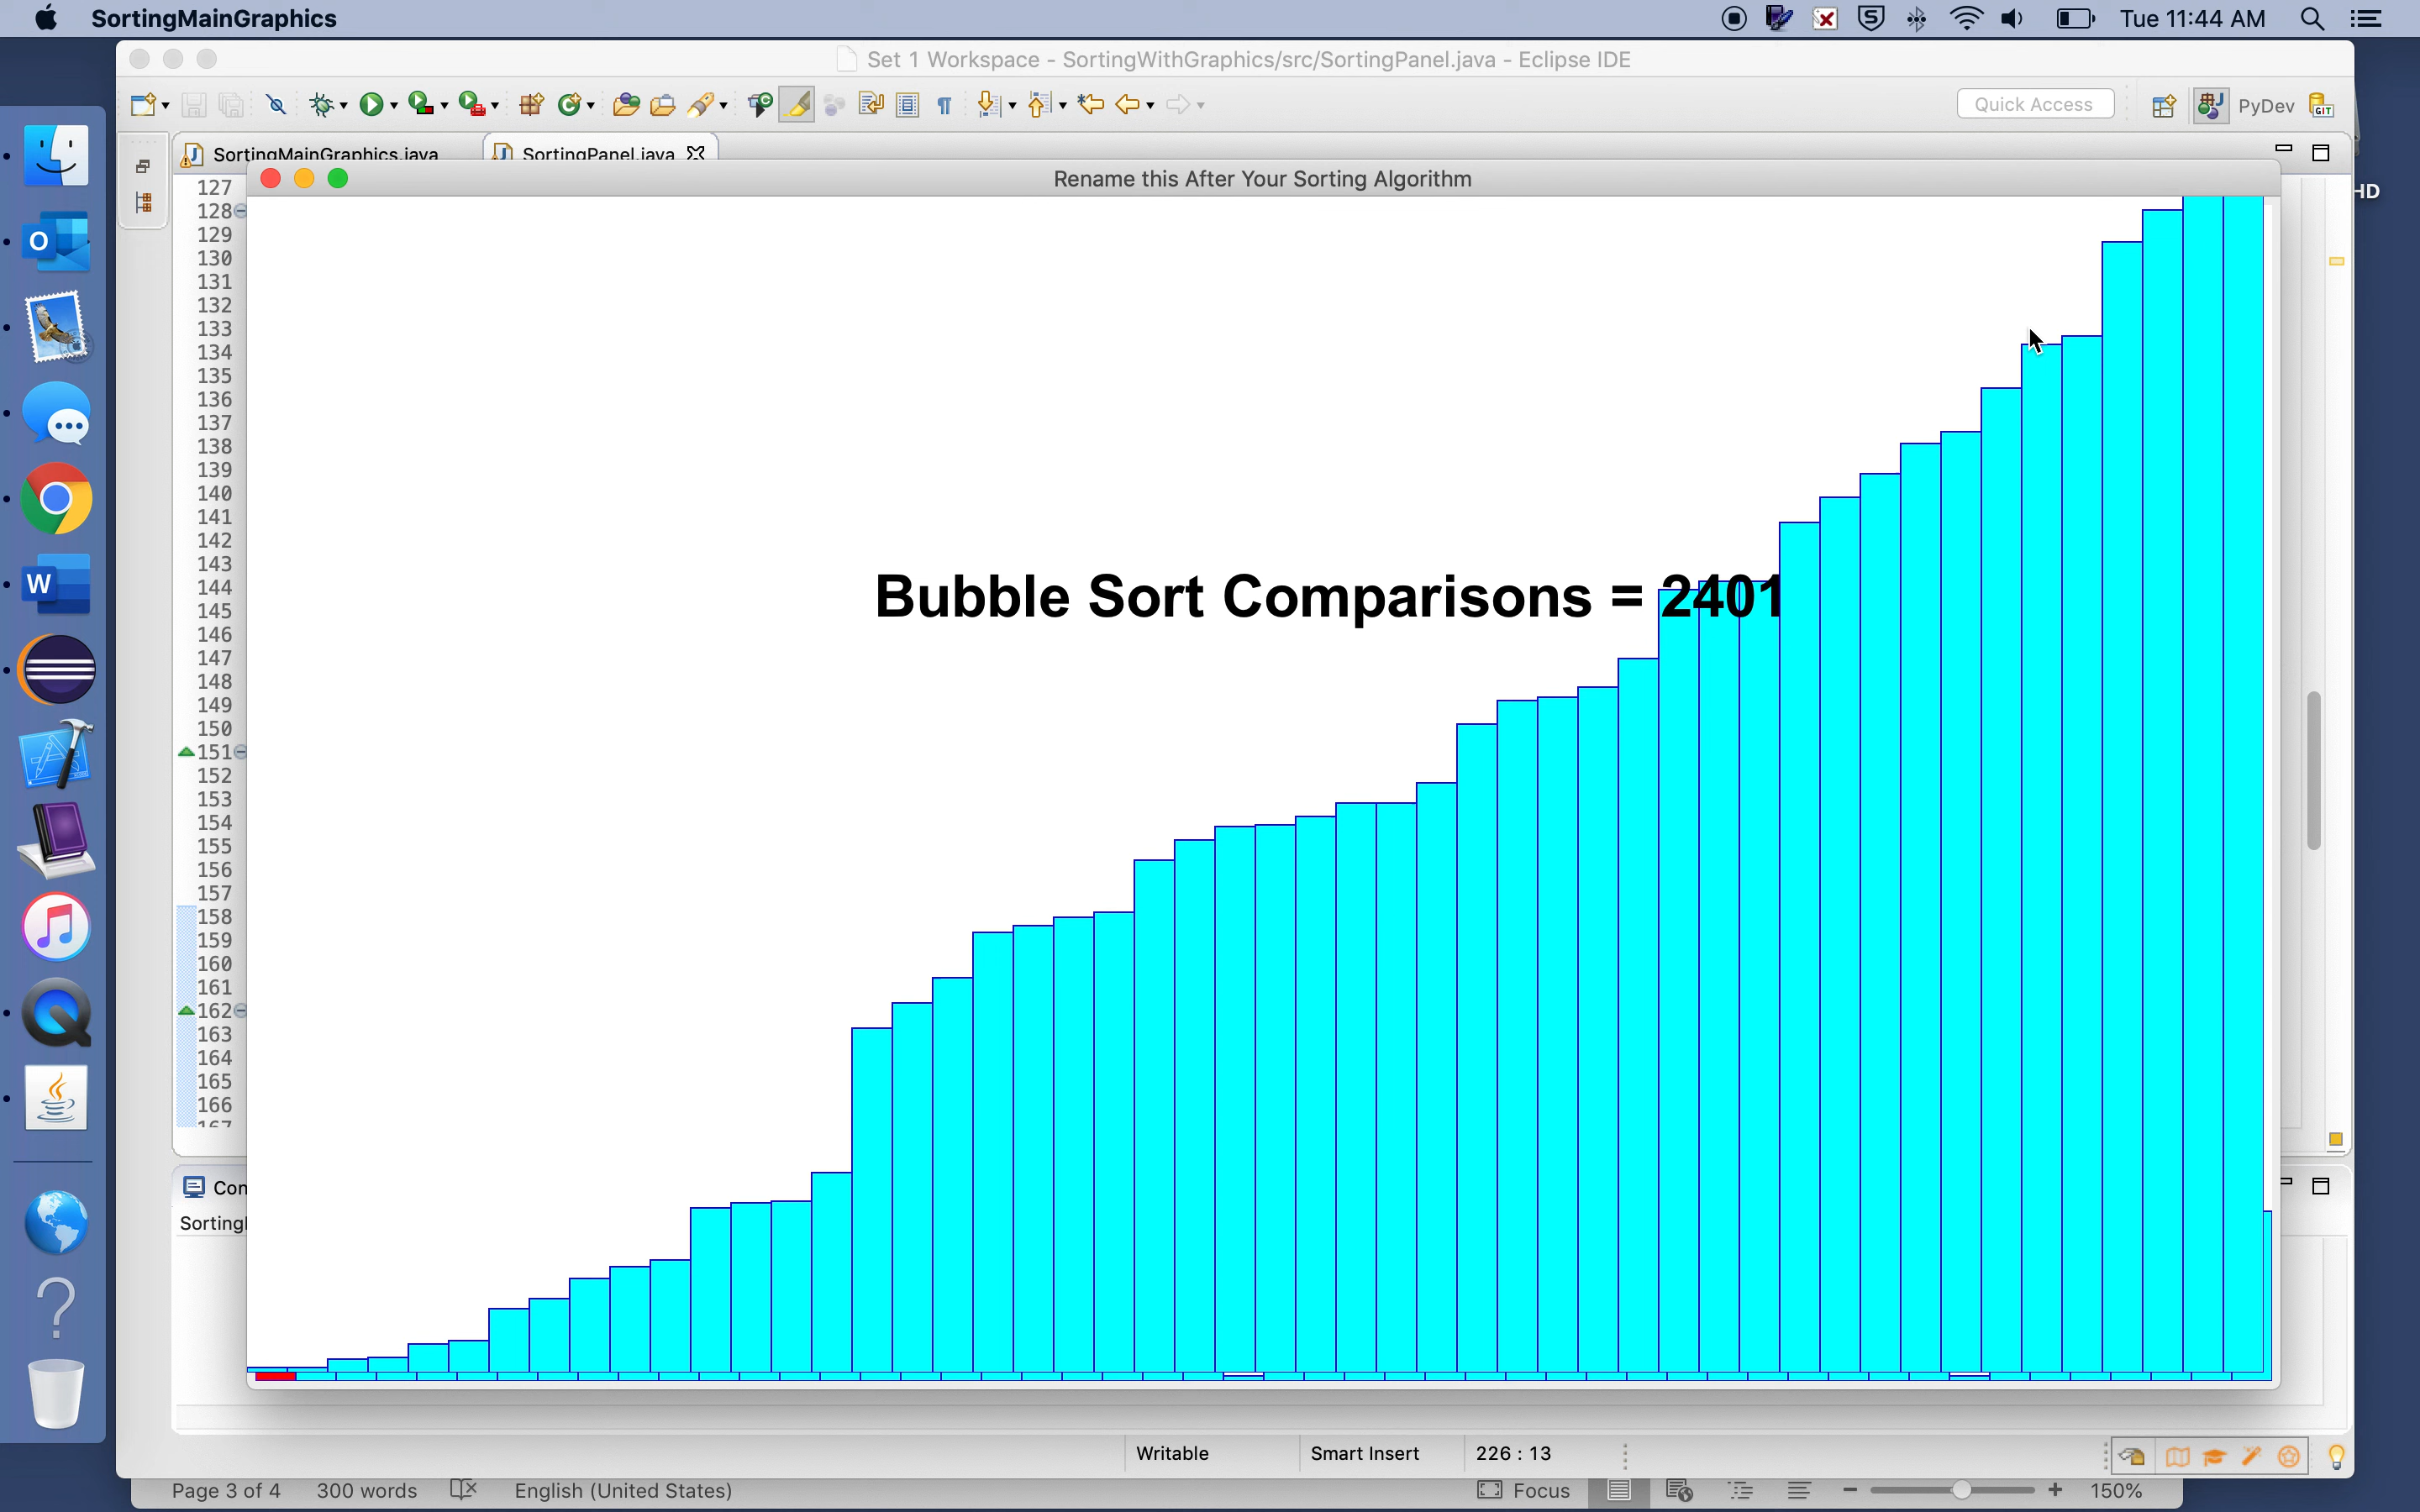 SortingMainGraphics
Tue 11:44 AM
Set 1 Workspace - SortingWithGraphics/src/SortingPanel.java - Eclipse IDE
Quick Access
PyDev
GIT
SortingMainGraphics.java
SortingPanel.java
HD
Rename this After Your Sorting Algorithm
127
128
129
130
131
132
133
134
135
136
137
138
139
140
141
142
143
144
145
146
147
148
149
150
151
152
153
154
155
156
157
158
159
160
161
162
163
164
165
166
167
Bubble Sort Comparisons = 2401
Con
Sorting
Writable
Smart Insert
226 : 13
Page 3 of 4
300 words
English (United States)
Focus
150%